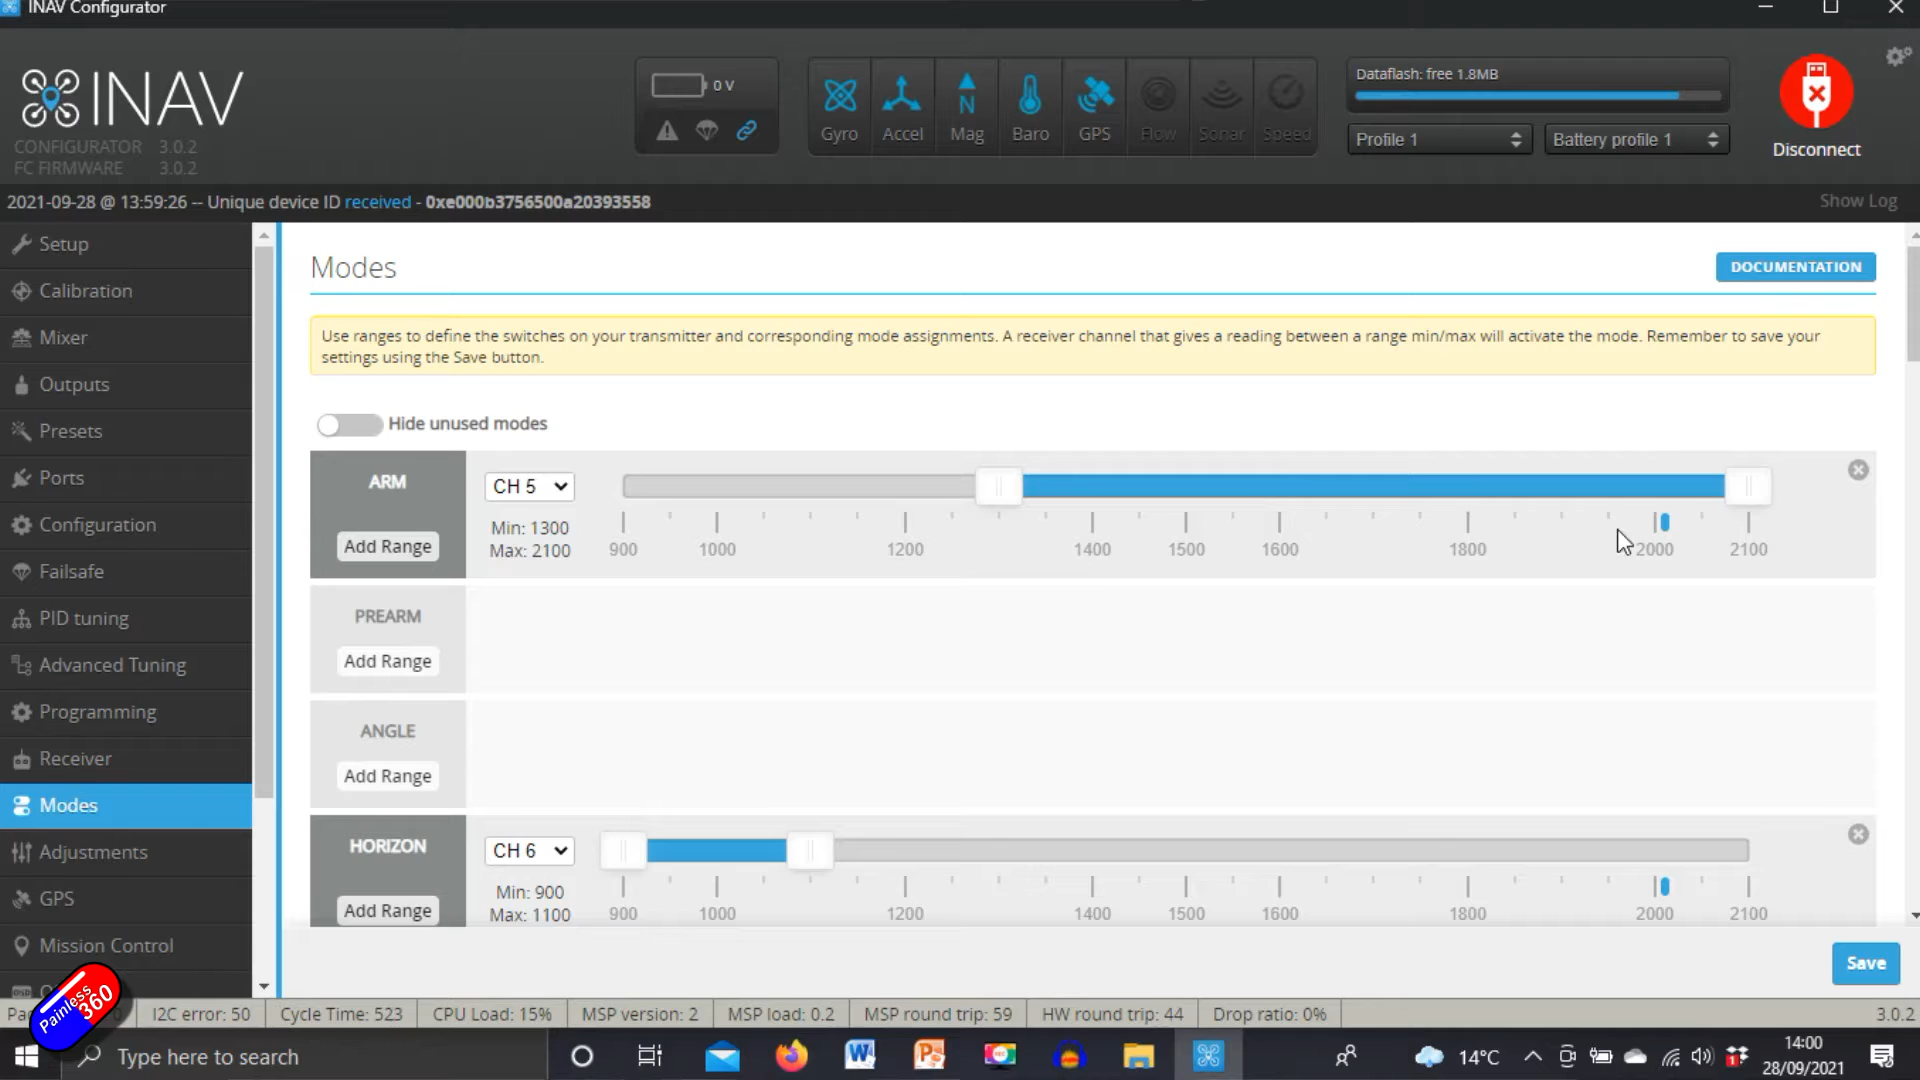 INAV Configurator
INAV
CONFIGURATOR 3.0.2
FC FIRMWARE 3.0.2
0 V
Gyro
Accel
Mag
Baro
GPS
Flow
Sonar
Speed
Dataflash: free 1.8MB
Profile 1
Battery profile 1
Disconnect
2021-09-28 @ 13:59:26 -- Unique device ID received - 0xe000b3756500a20393558
Show Log
Setup
Calibration
Mixer
Outputs
Presets
Ports
Configuration
Failsafe
PID tuning
Advanced Tuning
Programming
Receiver
Modes
Adjustments
GPS
Mission Control
Modes
DOCUMENTATION
Use ranges to define the switches on your transmitter and corresponding mode assignments. A receiver channel that gives a reading between a range min/max will activate the mode. Remember to save your
settings using the Save button.
Hide unused modes
ARM
Add Range
CH 5
Min: 1300
Max: 2100
900 1000 1200 1400 1500 1600 1800 2000 2100
PREARM
Add Range
ANGLE
Add Range
HORIZON
Add Range
CH 6
Min: 900
Max: 1100
900 1000 1200 1400 1500 1600 1800 2000 2100
Save
Painless360
I2C error: 50
Cycle Time: 523
CPU Load: 15%
MSP version: 2
MSP load: 0.2
MSP round trip: 59
HW round trip: 44
Drop ratio: 0%
3.0.2
Type here to search
14°C
14:00
28/09/2021